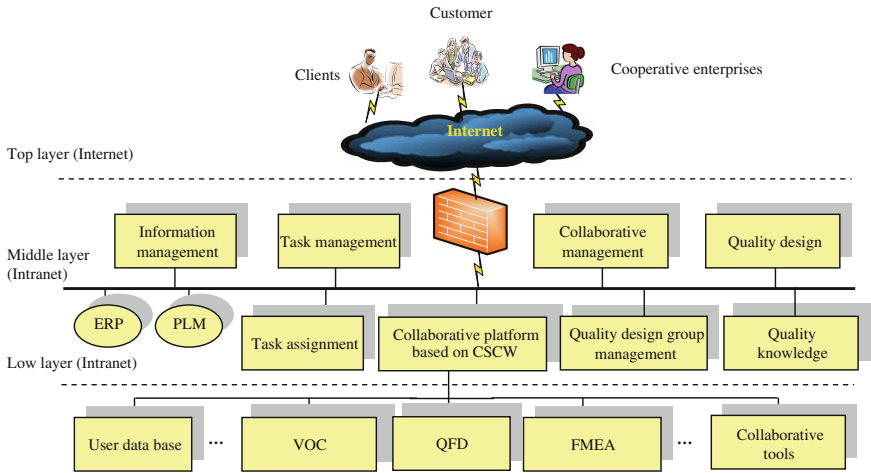 Customer
Clients
Cooperative enterprises
Internet
Top layer (Internet)
Information
management
Task management
Collaborative
management
Quality design
Middle layer
(Intranet)
ERP
PLM
Task assignment
Collaborative platform
based on CSCW
Quality design group
management
Quality
knowledge
Low layer (Intranet)
User data base
...
VOC
QFD
FMEA
...
Collaborative
tools